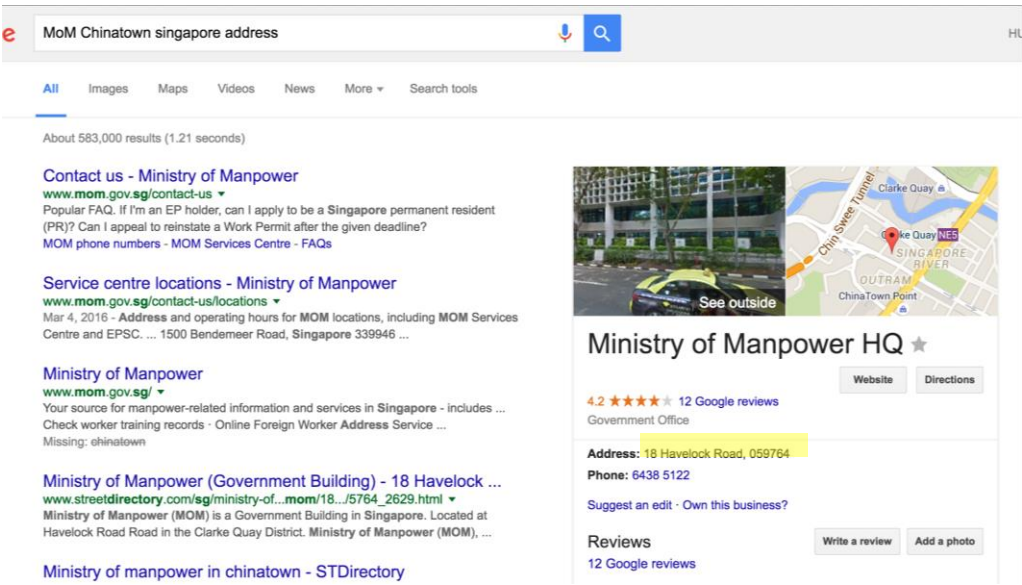 e
MoM Chinatown singapore address
HU
All Images Maps Videos News More Search tools
About 583,000 results (1.21 seconds)
Contact us - Ministry of Manpower
www.mom.gov.sg/contact-us
Popular FAQ. If I'm an EP holder, can I apply to be a Singapore permanent resident
(PR)? Can I appeal to reinstate a Work Permit after the given deadline?
MOM phone numbers - MOM Services Centre - FAQs
Service centre locations - Ministry of Manpower
www.mom.gov.sg/contact-us/locations
Mar 4, 2016 - Address and operating hours for MOM locations, including MOM Services
Centre and EPSC. ... 1500 Bendemeer Road, Singapore 339946 ...
Ministry of Manpower
www.mom.gov.sg/
Your source for manpower-related information and services in Singapore - includes ...
Check worker training records · Online Foreign Worker Address Service ...
Missing: chinatown
Ministry of Manpower (Government Building) - 18 Havelock ...
www.streetdirectory.com/sg/ministry-of...mom/18.../5764_2629.html
Ministry of Manpower (MOM) is a Government Building in Singapore. Located at
Havelock Road Road in the Clarke Quay District. Ministry of Manpower (MOM), ...
Ministry of manpower in chinatown - STDirectory
See outside
Chin Swee Tunnel
Clarke Quay
ke Quay NE5
SINGAPORE
RIVER
OUTRAM
ChinaTown Point
Ministry of Manpower HQ
Website Directions
4.2 12 Google reviews
Government Office
Address: 18 Havelock Road, 059764
Phone: 6438 5122
Suggest an edit · Own this business?
Reviews
Write a review Add a photo
12 Google reviews